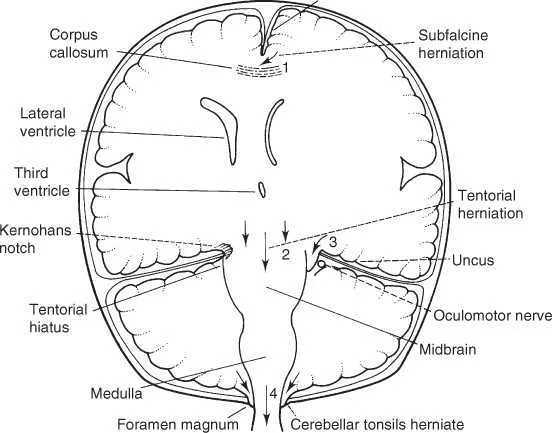 Corpus
callosum
Subfalcine
herniation
1
Lateral
ventricle
Third
ventricle
Tentorial
herniation
Kernohans
notch
2
3
Uncus
Tentorial
hiatus
Oculomotor nerve
Midbrain
Medulla
4
Foramen magnum
Cerebellar tonsils herniate